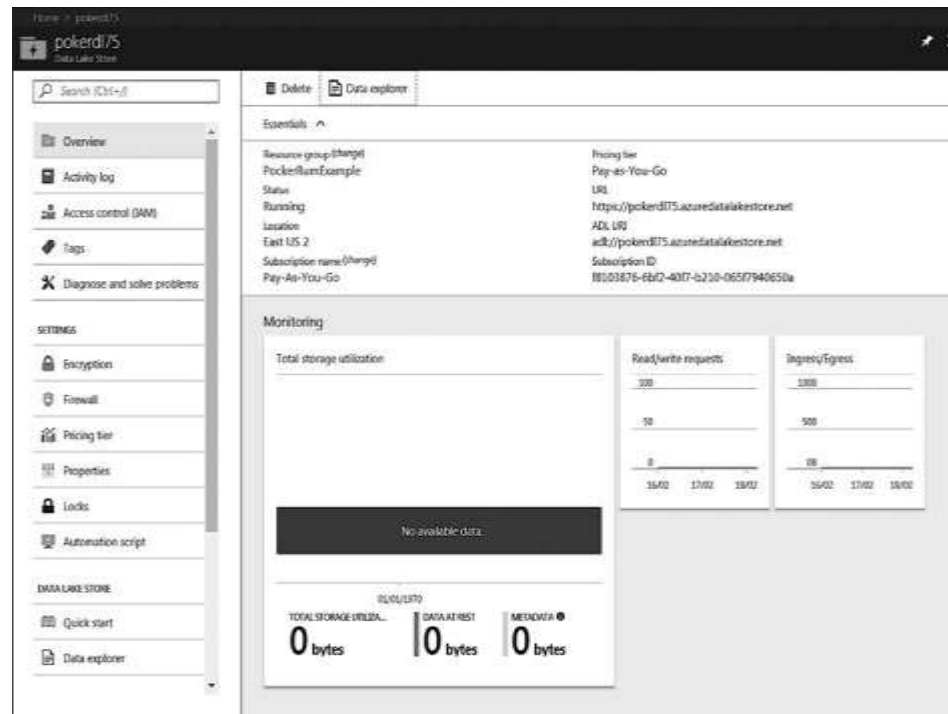 Home > pokerdl75
pokerdl75
Data Lake Store
Search (Ctrl+/)
Overview
Activity log
Access control (IAM)
Tags
Diagnose and solve problems
SETTINGS
Encryption
Firewall
Pricing tier
Properties
Locks
Automation script
DATA LAKE STORE
Quick start
Data explorer
Delete
Data explorer
Essentials
Resource group (change)
PockerRumExample
Status
Running
Location
East US 2
Subscription name (change)
Pay-As-You-Go
Pricing tier
Pay-as-You-Go
URL
https://pokerdl75.azuredatalakestore.net
ADL URI
adl://pokerdl75.azuredatalakestore.net
Subscription ID
Monitoring
Total storage utilization
No available data.
01/01/1970
TOTAL STORAGE UTILIZA...
0 bytes
DATA AT REST
0 bytes
METADATA
0 bytes
Read/write requests
100
50
0
16/02 17/02 18/02
Ingress/Egress
500
0B
16/02 17/02 18/02